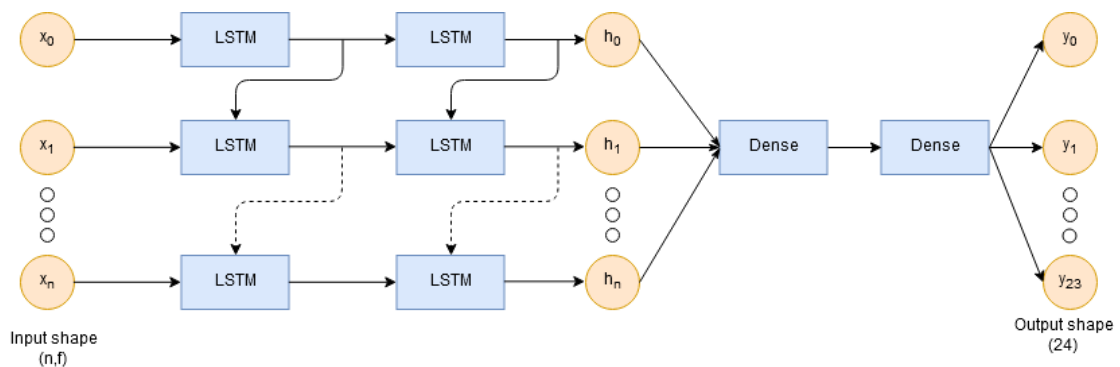 x0 LSTM LSTM h0 y0
x1 LSTM LSTM h1 Dense Dense y1
xn LSTM LSTM hn y23
Input shape
(n,f)
Output shape
(24)